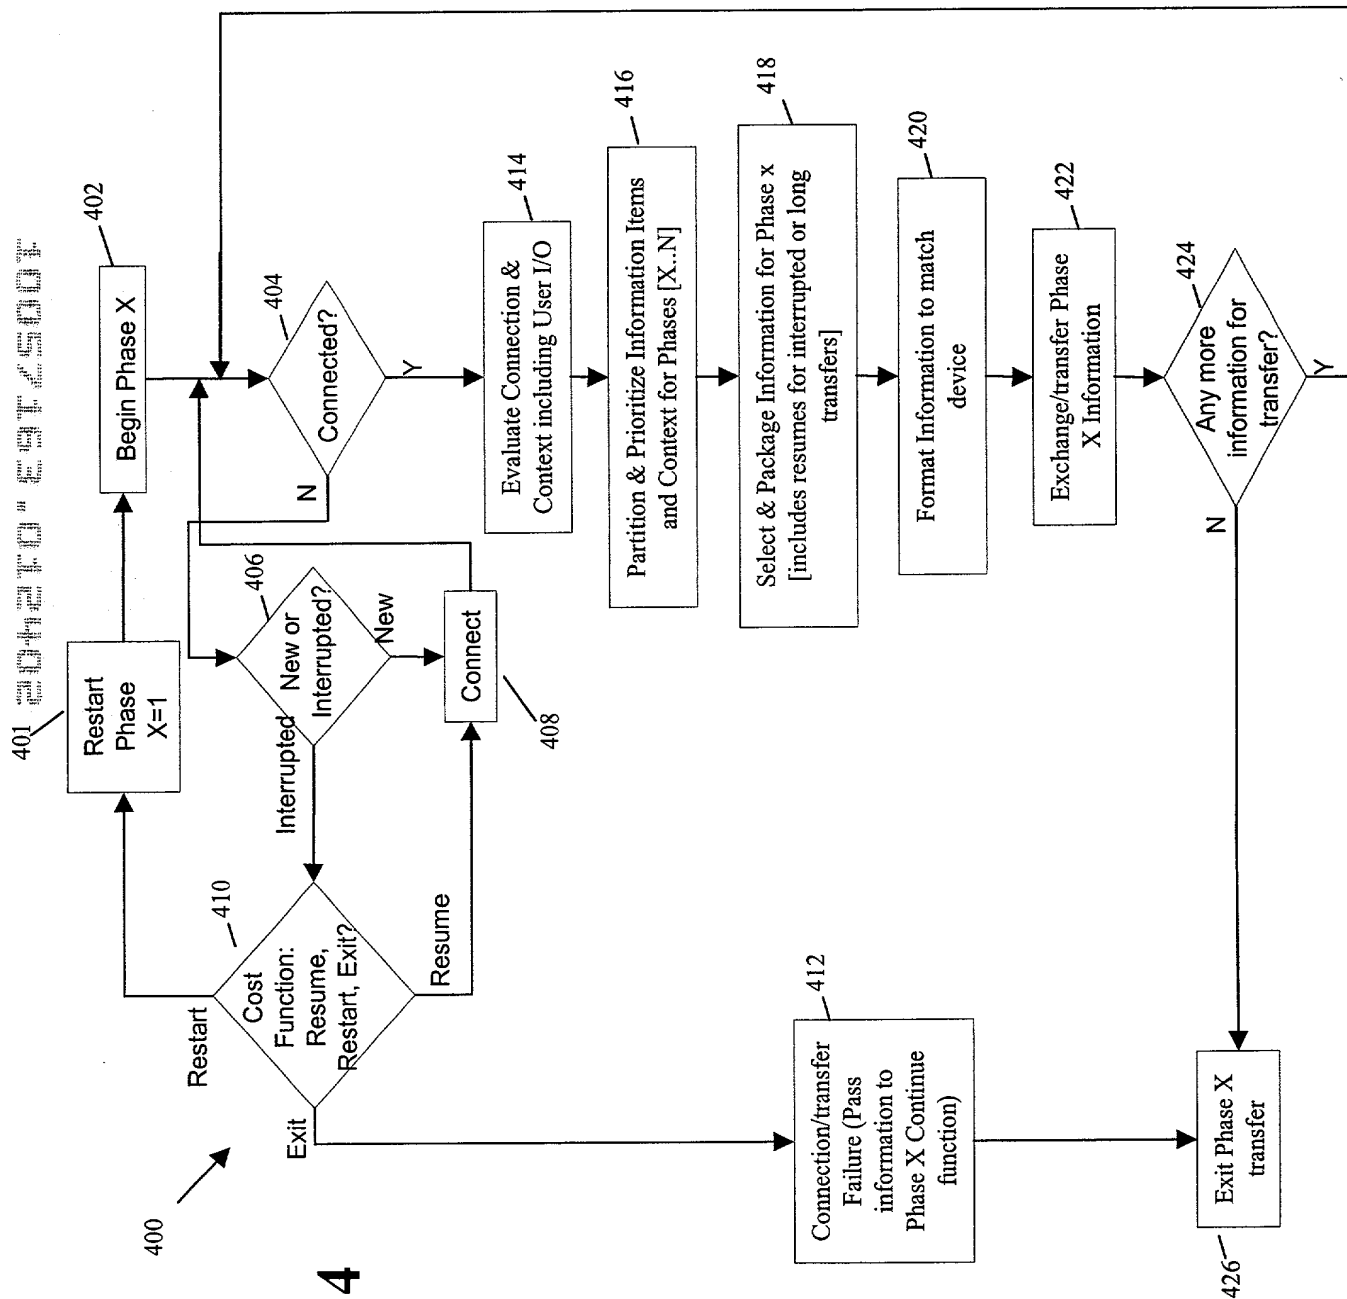 401
Restart
Phase
X=1
402
Begin Phase X
404
Connected?
N
Y
406
New or
Interrupted?
New
Interrupted
Connect
408
410
Cost
Function:
Resume,
Restart, Exit?
Restart
Resume
Exit
400
4
412
Connection/transfer
Failure (Pass
information to
Phase X Continue
function)
414
Evaluate Connection &
Context including User I/O
416
Partition & Prioritize Information Items
and Context for Phases [X..N]
418
Select & Package Information for Phase x
[includes resumes for interrupted or long
transfers]
420
Format Information to match
device
422
Exchange/transfer Phase
X Information
424
Any more
information for
transfer?
N
Y
Exit Phase X
transfer
426